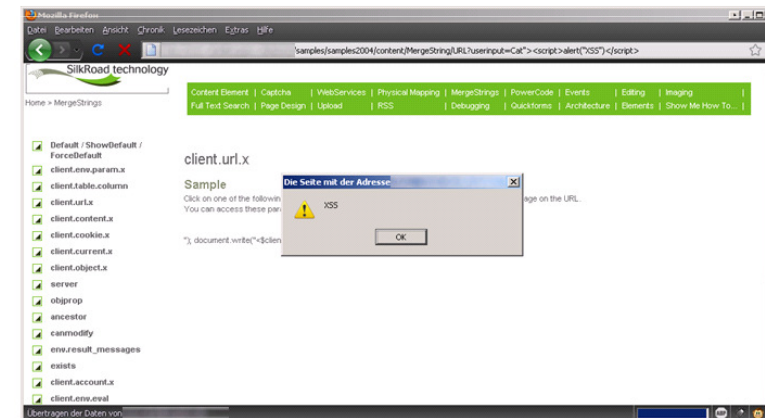 Mozilla Firefox
Datei Bearbeiten Ansicht Chronik Lesezeichen Extras Hilfe
/samples/samples2004/content/MergeString/URL?userinput=Cat"><script>alert("XSS")</script>
SilkRoad technology
Content Element | Captcha | WebServices | Physical Mapping | MergeStrings | PowerCode | Events | Editing | Imaging |
Full Text Search | Page Design | Upload | RSS | Debugging | Quickforms | Architecture | Elements | Show Me How To... |
Home > MergeStrings
Default / ShowDefault /
ForceDefault
client.env.param.x
client.table.column
client.url.x
client.content.x
client.cookie.x
client.current.x
client.object.x
server
objprop
ancestor
canmodify
env.result_messages
exists
client.account.x
client.env.eval
client.url.x
Sample
Click on one of the followin
age on the URL.
You can access these par
"); document.write("<$clien
Die Seite mit der Adresse
XSS
OK
Übertragen der Daten von